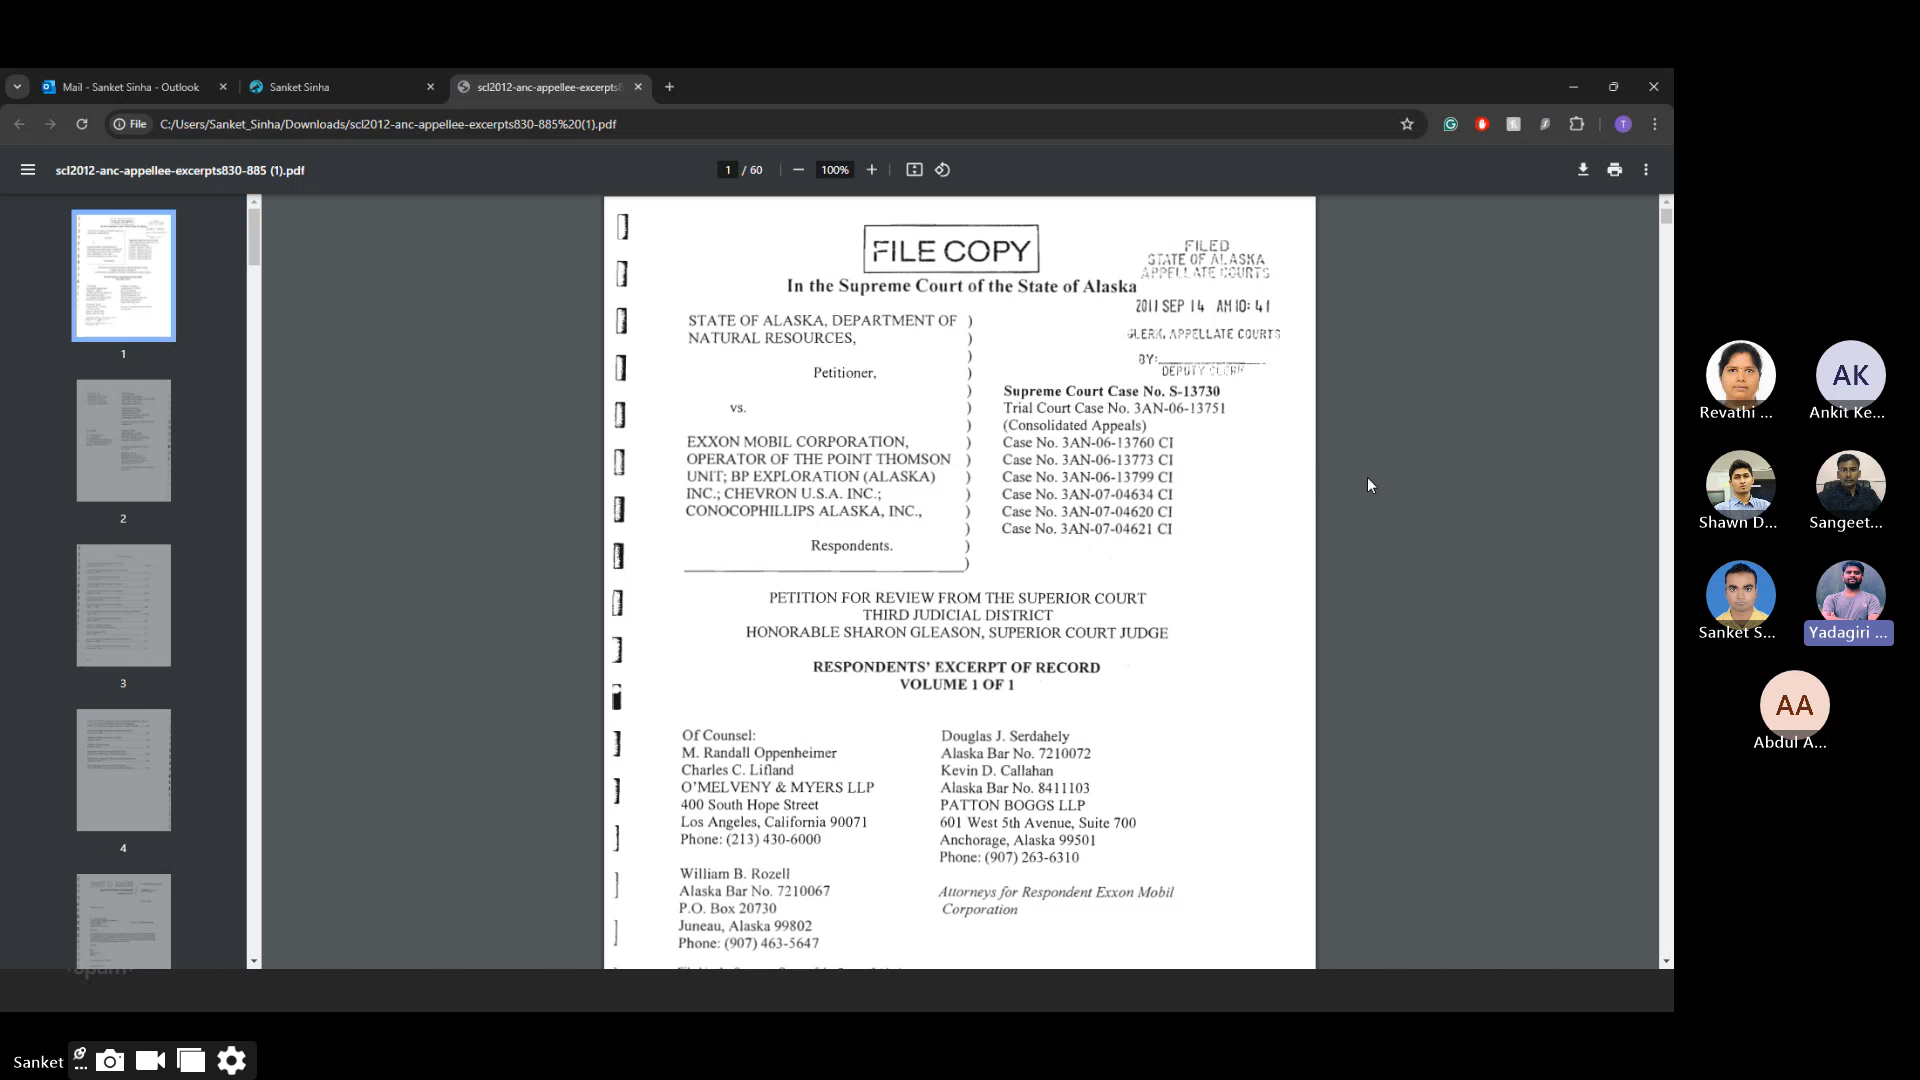 Mail - Sanket Sinha - Outlook
Sanket Sinha
scl2012-anc-appellee-excerpts8
File C:/Users/Sanket_Sinha/Downloads/scl2012-anc-appellee-excerpts830-885%20(1).pdf
T
scl2012-anc-appellee-excerpts830-885 (1).pdf
1 / 60
100%
1
2
3
4
FILE COPY
FILED
STATE OF ALASKA
APPELLATE COURTS
In the Supreme Court of the State of Alaska
2011 SEP 14 AM 10: 41
CLERK, APPELLATE COURTS
BY:
DEPUTY CLERK
STATE OF ALASKA, DEPARTMENT OF )
NATURAL RESOURCES, )
)
Petitioner, )
)
vs. )
)
EXXON MOBIL CORPORATION, )
OPERATOR OF THE POINT THOMSON )
UNIT; BP EXPLORATION (ALASKA) )
INC.; CHEVRON U.S.A. INC.; )
CONOCOPHILLIPS ALASKA, INC., )
)
Respondents. )
)
Supreme Court Case No. S-13730
Trial Court Case No. 3AN-06-13751
(Consolidated Appeals)
Case No. 3AN-06-13760 CI
Case No. 3AN-06-13773 CI
Case No. 3AN-06-13799 CI
Case No. 3AN-07-04634 CI
Case No. 3AN-07-04620 CI
Case No. 3AN-07-04621 CI
PETITION FOR REVIEW FROM THE SUPERIOR COURT
THIRD JUDICIAL DISTRICT
HONORABLE SHARON GLEASON, SUPERIOR COURT JUDGE
RESPONDENTS' EXCERPT OF RECORD
VOLUME 1 OF 1
Of Counsel:
M. Randall Oppenheimer
Charles C. Lifland
O'MELVENY & MYERS LLP
400 South Hope Street
Los Angeles, California 90071
Phone: (213) 430-6000
William B. Rozell
Alaska Bar No. 7210067
P.O. Box 20730
Juneau, Alaska 99802
Phone: (907) 463-5647
Douglas J. Serdahely
Alaska Bar No. 7210072
Kevin D. Callahan
Alaska Bar No. 8411103
PATTON BOGGS LLP
601 West 5th Avenue, Suite 700
Anchorage, Alaska 99501
Phone: (907) 263-6310
Attorneys for Respondent Exxon Mobil
Corporation
Revathi ...
AK
Ankit Ke...
Shawn D...
Sangeet...
Sanket S...
Yadagiri ...
AA
Abdul A...
Sanket